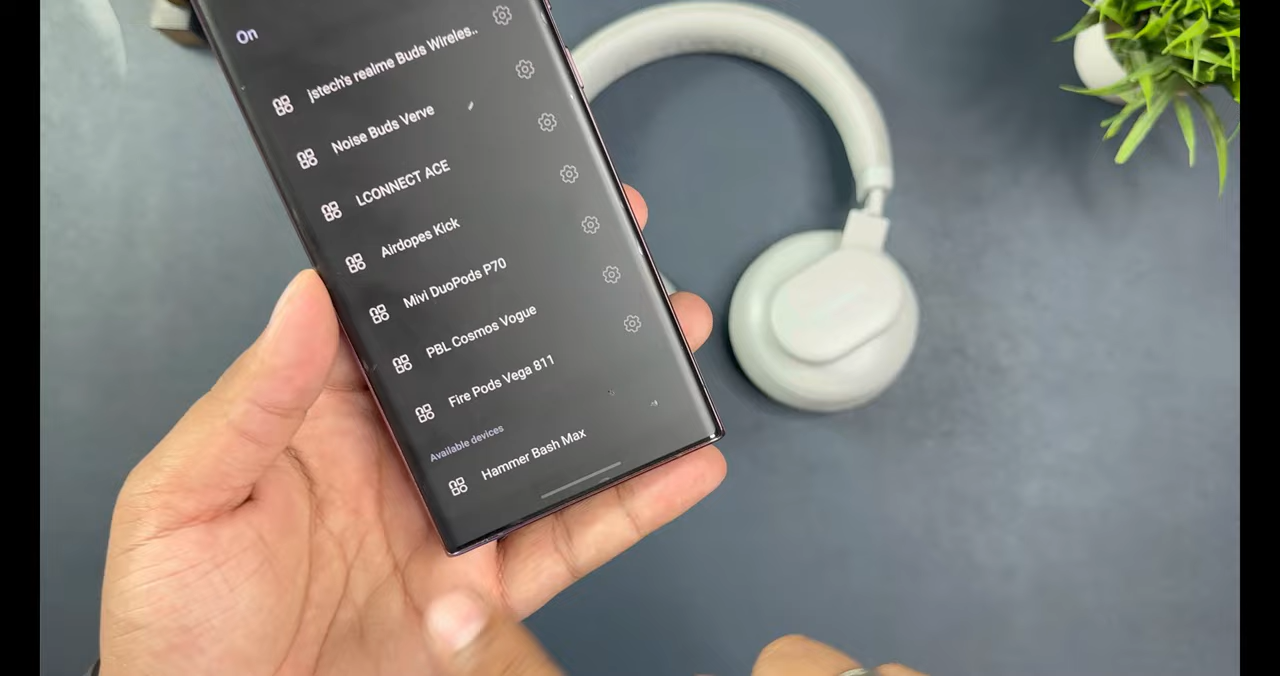 On
jstech's realme Buds Wireles..
Noise Buds Verve
LCONNECT ACE
Airdopes Kick
Mivi DuoPods P70
PBL Cosmos Vogue
Fire Pods Vega 811
Available devices
Hammer Bash Max